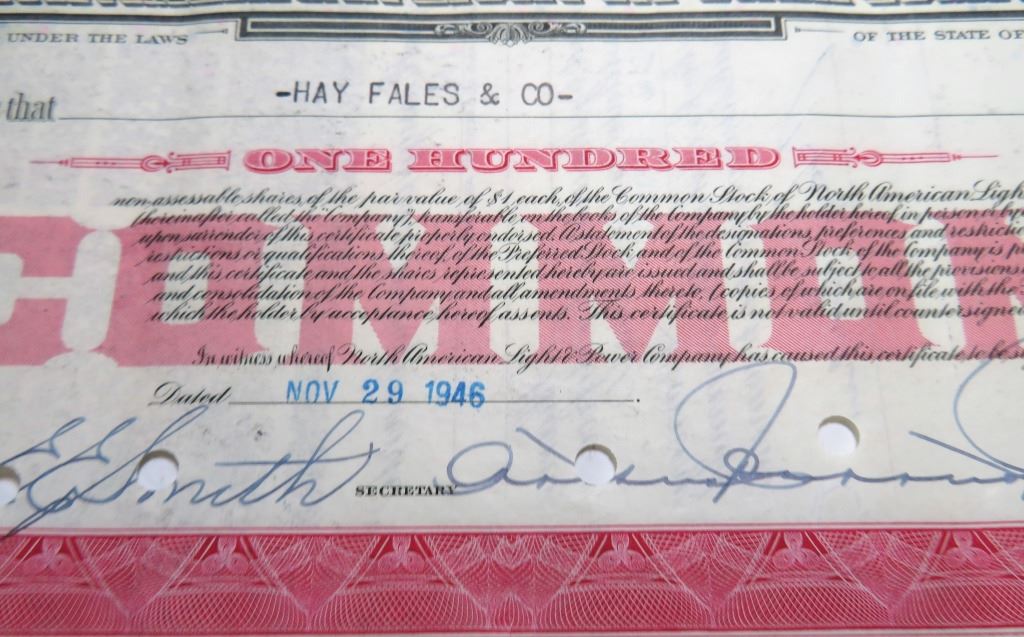 UNDER THE LAWS OF THE STATE OF
that -HAY FALES & CO-
ONE HUNDRED
non-assessable shares, of the par value of $1 each, of the Common Stock of North American Light
(hereinafter called the "Company"), transferable on the books of the Company by the holder hereof in person or by
upon surrender of this certificate properly endorsed. A statement of the designations, preferences and restrictio
restrictions or qualifications thereof, of the Preferred Stock and of the Common Stock of the Company is p
and this certificate and the shares represented hereby are issued and shall be subject to all the provisions
and consolidation of the Company and all amendments thereto, (copies of which are on file with the
which the holder by acceptance hereof assents. This certificate is not valid until countersigned
COMMON
In witness whereof North American Light & Power Company has caused this certificate to be s
Dated NOV 29 1946
E E Smith
SECRETARY